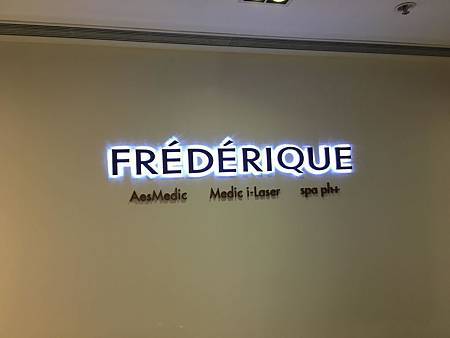 FRÉDÉRIQUE
AesMedic Medic i-Laser spa ph+